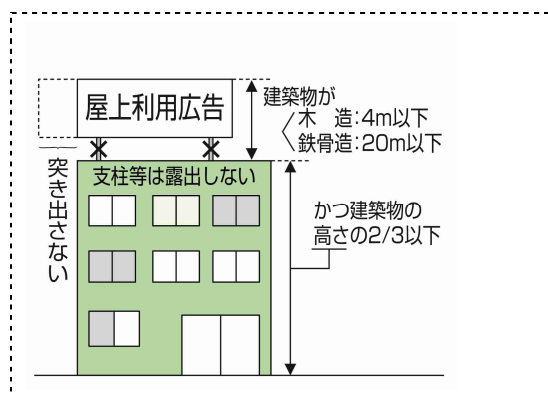 屋上利用広告
建築物が
木　造：4m以下
鉄骨造：20m以下
支柱等は露出しない
突き出さない
かつ建築物の
高さの2/3以下